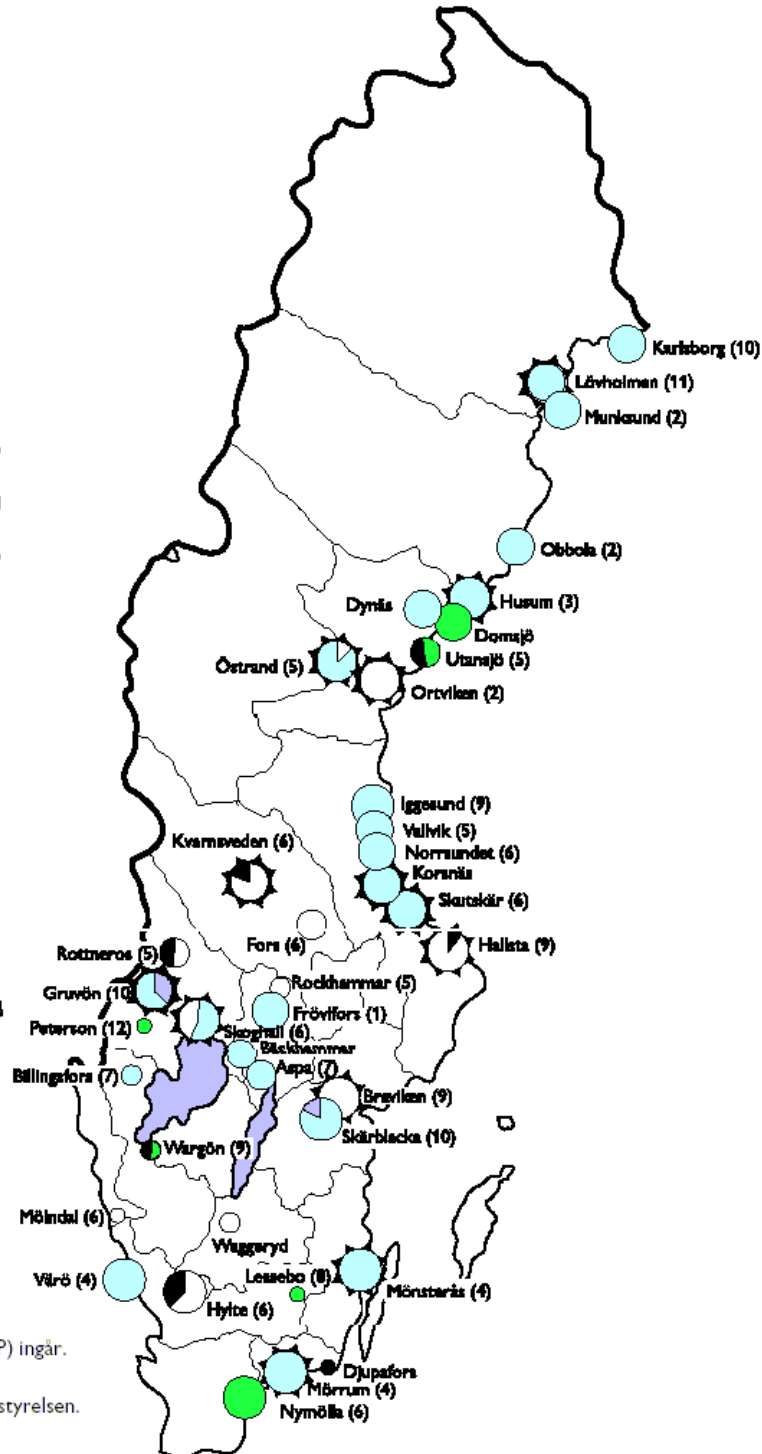 Karlsborg (10)
Lövholmen (11)
Munksund (2)
Obbola (2)
Husum (3)
Dynäs
Domsjö
Utansjö (5)
Östrand (5)
Ortviken (2)
Iggesund (9)
Vallvik (5)
Norrsundet (6)
Kvarnsveden (6)
Korsnäs
Skutskär (6)
Fors (6)
Hallsta (9)
Rottneros (5)
Rockhammar (5)
Gruvön (10
Frövifors (1)
Peterson (12)
Skoghall (6)
Bäckhammar
Aspa (7)
Billingsfors (7)
Braviken (9)
Skärblacka (10)
Wargön (9)
Mölndal (6)
Waggeryd
Lessebo (8)
Värö (4)
Mönsterås (4)
Hylte (6)
P) ingår.
Djupafors
Mörrum (4)
styrelsen.
Nymölla (6)